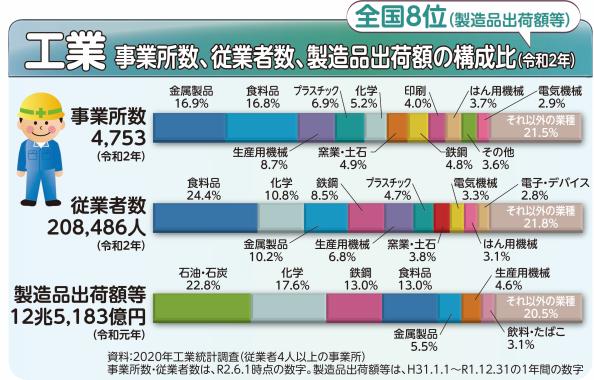 全国8位(製造品出荷額等)
工業 事業所数、従業者数、製造品出荷額の構成比(令和2年)
金属製品 食料品 プラスチック 化学 印刷 はん用機械 電気機械
16.9% 16.8% 6.9% 5.2% 4.0% 3.7% 2.9%
事業所数
4,753
(令和2年)
それ以外の業種
21.5%
生産用機械 窯業・土石 鉄鋼 その他
8.7% 4.9% 4.8% 3.6%
食料品 化学 鉄鋼 プラスチック 電気機械 電子・デバイス
24.4% 10.8% 8.5% 4.7% 3.3% 2.8%
従業者数
208,486人
(令和2年)
それ以外の業種
21.8%
金属製品 生産用機械 窯業・土石 はん用機械
10.2% 6.8% 3.8% 3.1%
石油・石炭 化学 鉄鋼 食料品 生産用機械
22.8% 17.6% 13.0% 13.0% 4.6%
製造品出荷額等
12兆5,183億円
(令和元年)
それ以外の業種
20.5%
金属製品 飲料・たばこ
5.5% 3.1%
資料:2020年工業統計調査(従業者4人以上の事業所)
事業所数・従業者数は、R2.6.1時点の数字。製造品出荷額等は、H31.1.1～R1.12.31の1年間の数字